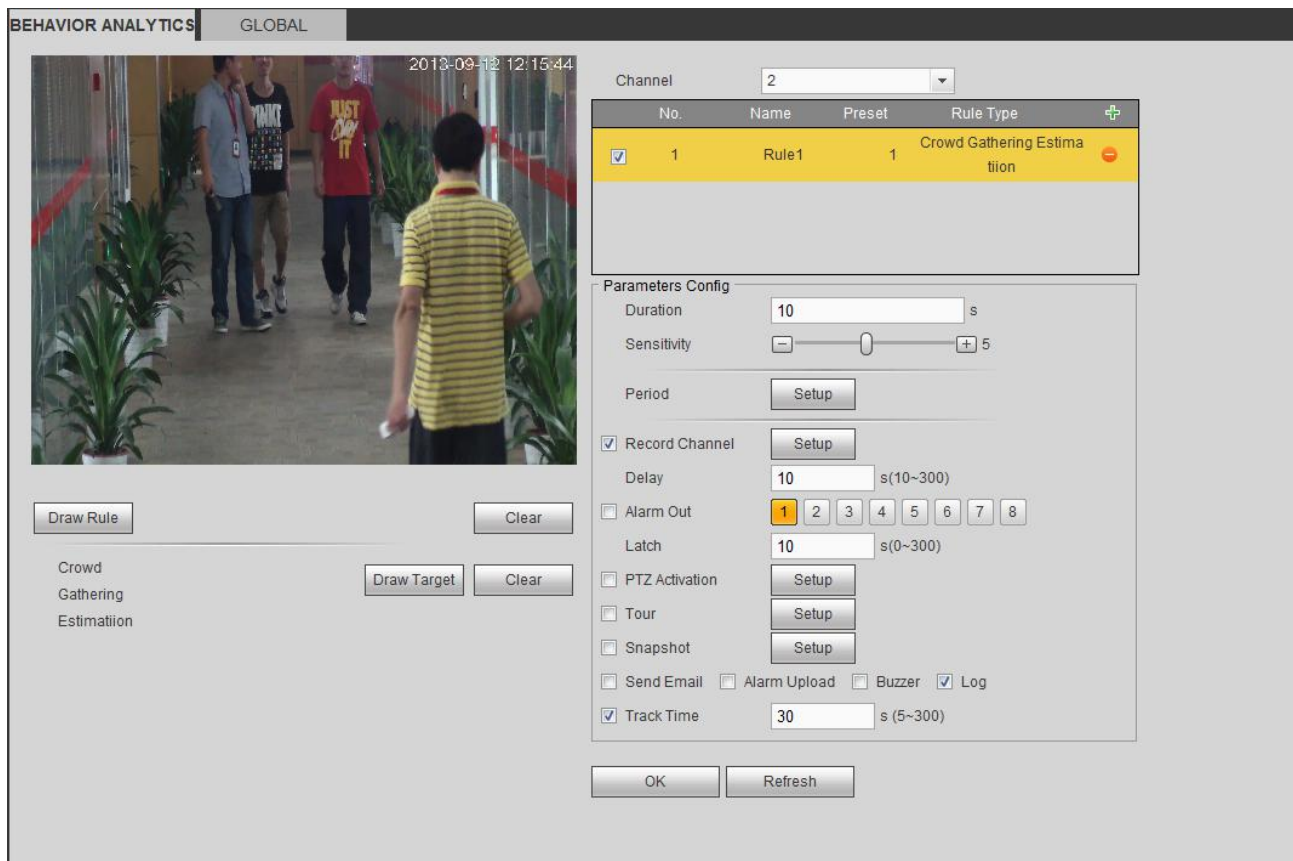 BEHAVIOR ANALYTICS
GLOBAL
2013-09-12 12:15:44
JUST
IT
Channel 2
No. Name Preset Rule Type
1 Rule1 1 Crowd Gathering Estima
tiion
Parameters Config
Duration 10 s
Sensitivity 5
Period Setup
Record Channel Setup
Delay 10 s(10~300)
Alarm Out 1 2 3 4 5 6 7 8
Latch 10 s(0~300)
PTZ Activation Setup
Tour Setup
Snapshot Setup
Send Email Alarm Upload Buzzer Log
Track Time 30 s (5~300)
OK Refresh
Draw Rule Clear
Crowd
Gathering
Estimatiion
Draw Target Clear